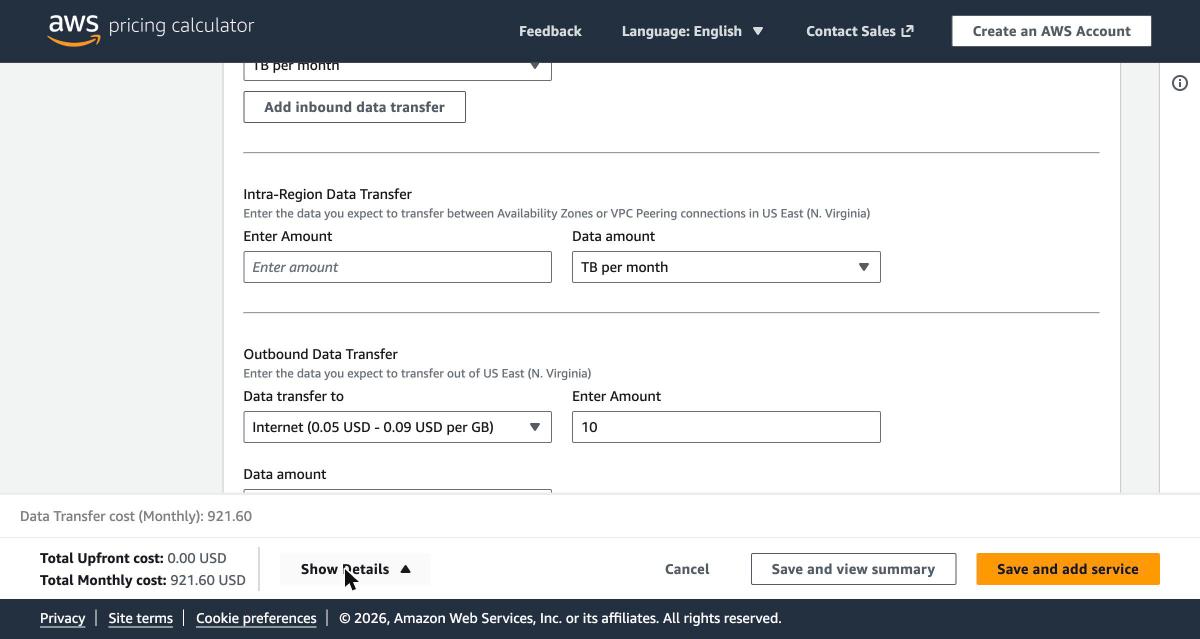 aws pricing calculator
Feedback
Language: English
Contact Sales
Create an AWS Account
TB per month
Add inbound data transfer
Intra-Region Data Transfer
Enter the data you expect to transfer between Availability Zones or VPC Peering connections in US East (N. Virginia)
Enter Amount
Data amount
Enter amount
TB per month
Outbound Data Transfer
Enter the data you expect to transfer out of US East (N. Virginia)
Data transfer to
Enter Amount
Internet (0.05 USD - 0.09 USD per GB)
10
Data amount
Data Transfer cost (Monthly): 921.60
Total Upfront cost: 0.00 USD
Total Monthly cost: 921.60 USD
Show Details
Cancel
Save and view summary
Save and add service
Privacy
Site terms
Cookie preferences
© 2026, Amazon Web Services, Inc. or its affiliates. All rights reserved.